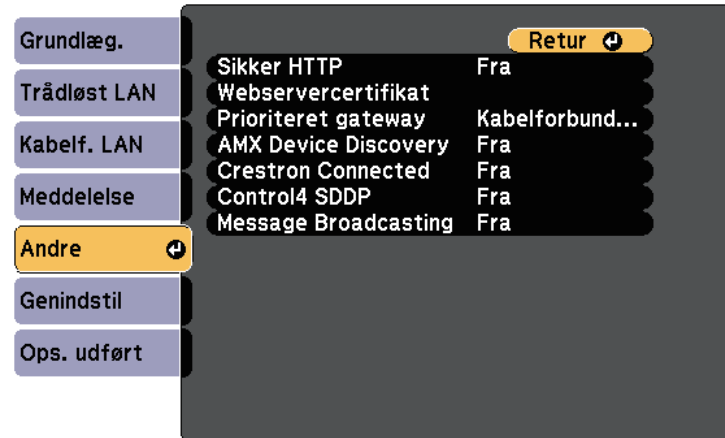 Grundlæg.
Trådløst LAN
Kabelf. LAN
Meddelelse
Andre
Genindstil
Ops. udført
Retur
Sikker HTTP Fra
Webservercertifikat
Prioriteret gateway Kabelforbund...
AMX Device Discovery Fra
Crestron Connected Fra
Control4 SDDP Fra
Message Broadcasting Fra